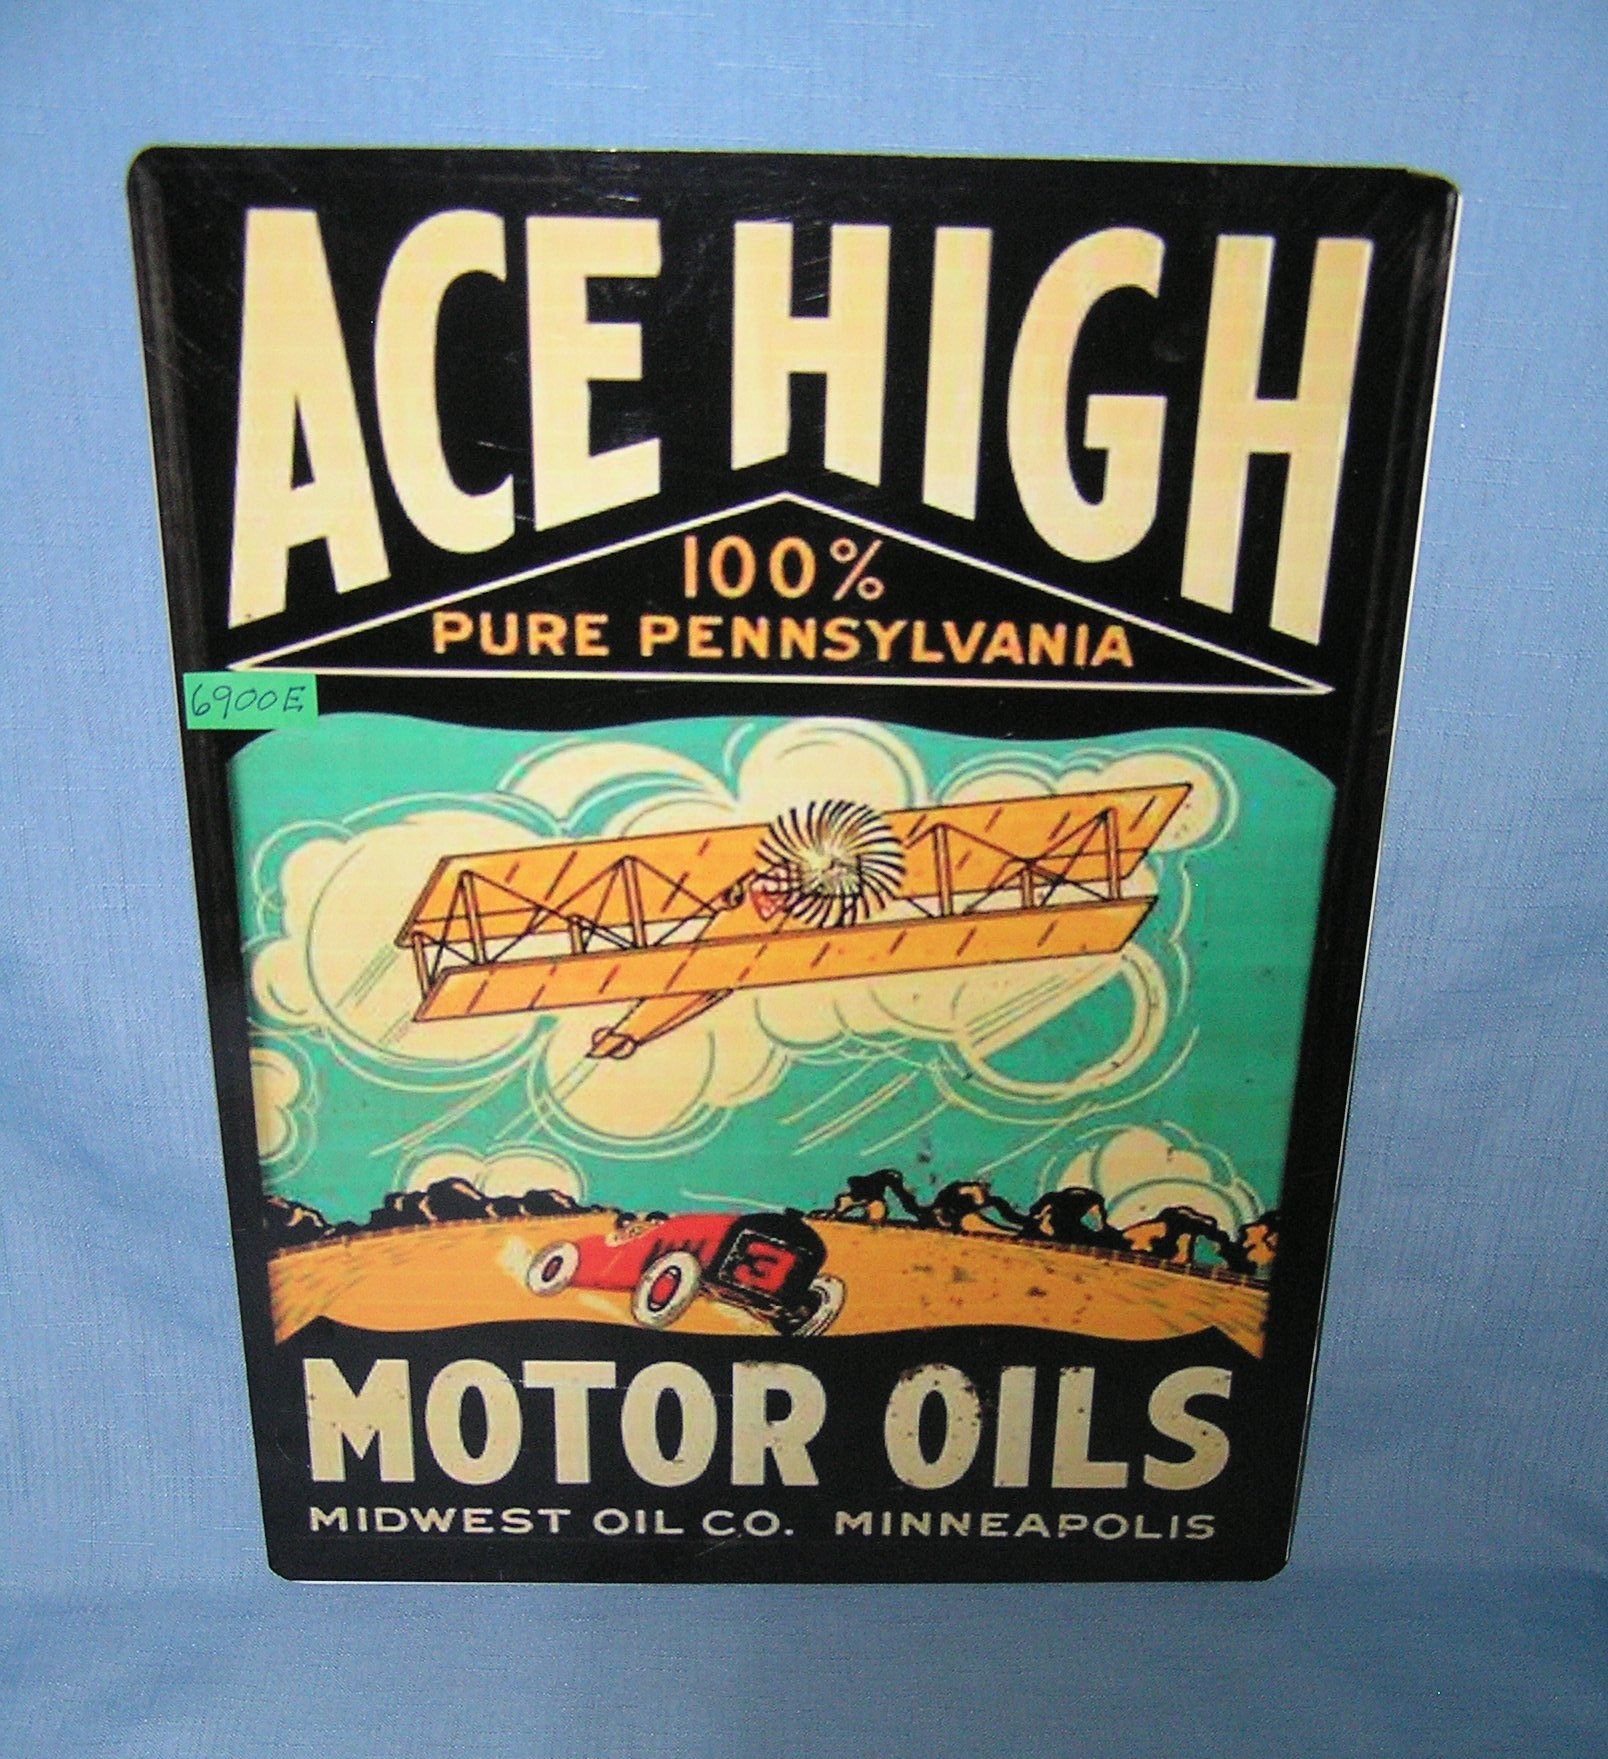 ACE HIGH
100%
PURE PENNSYLVANIA
6900E
3
MOTOR OILS
MIDWEST OIL CO. MINNEAPOLIS